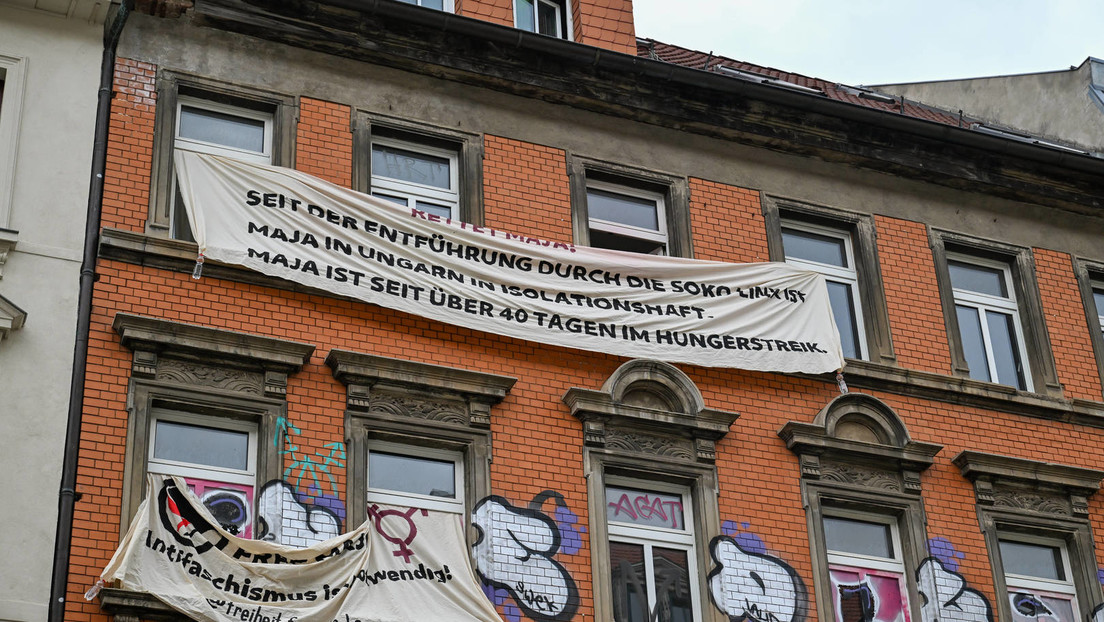 RETTET MAJA!
SEIT DER ENTFÜHRUNG DURCH DIE SOKO LINX IST
MAJA IN UNGARN IN ISOLATIONSHAFT.
MAJA IST SEIT ÜBER 40 TAGEN IM HUNGERSTREIK.
AGAT
FREE
Antifaschismus ist notwendig!